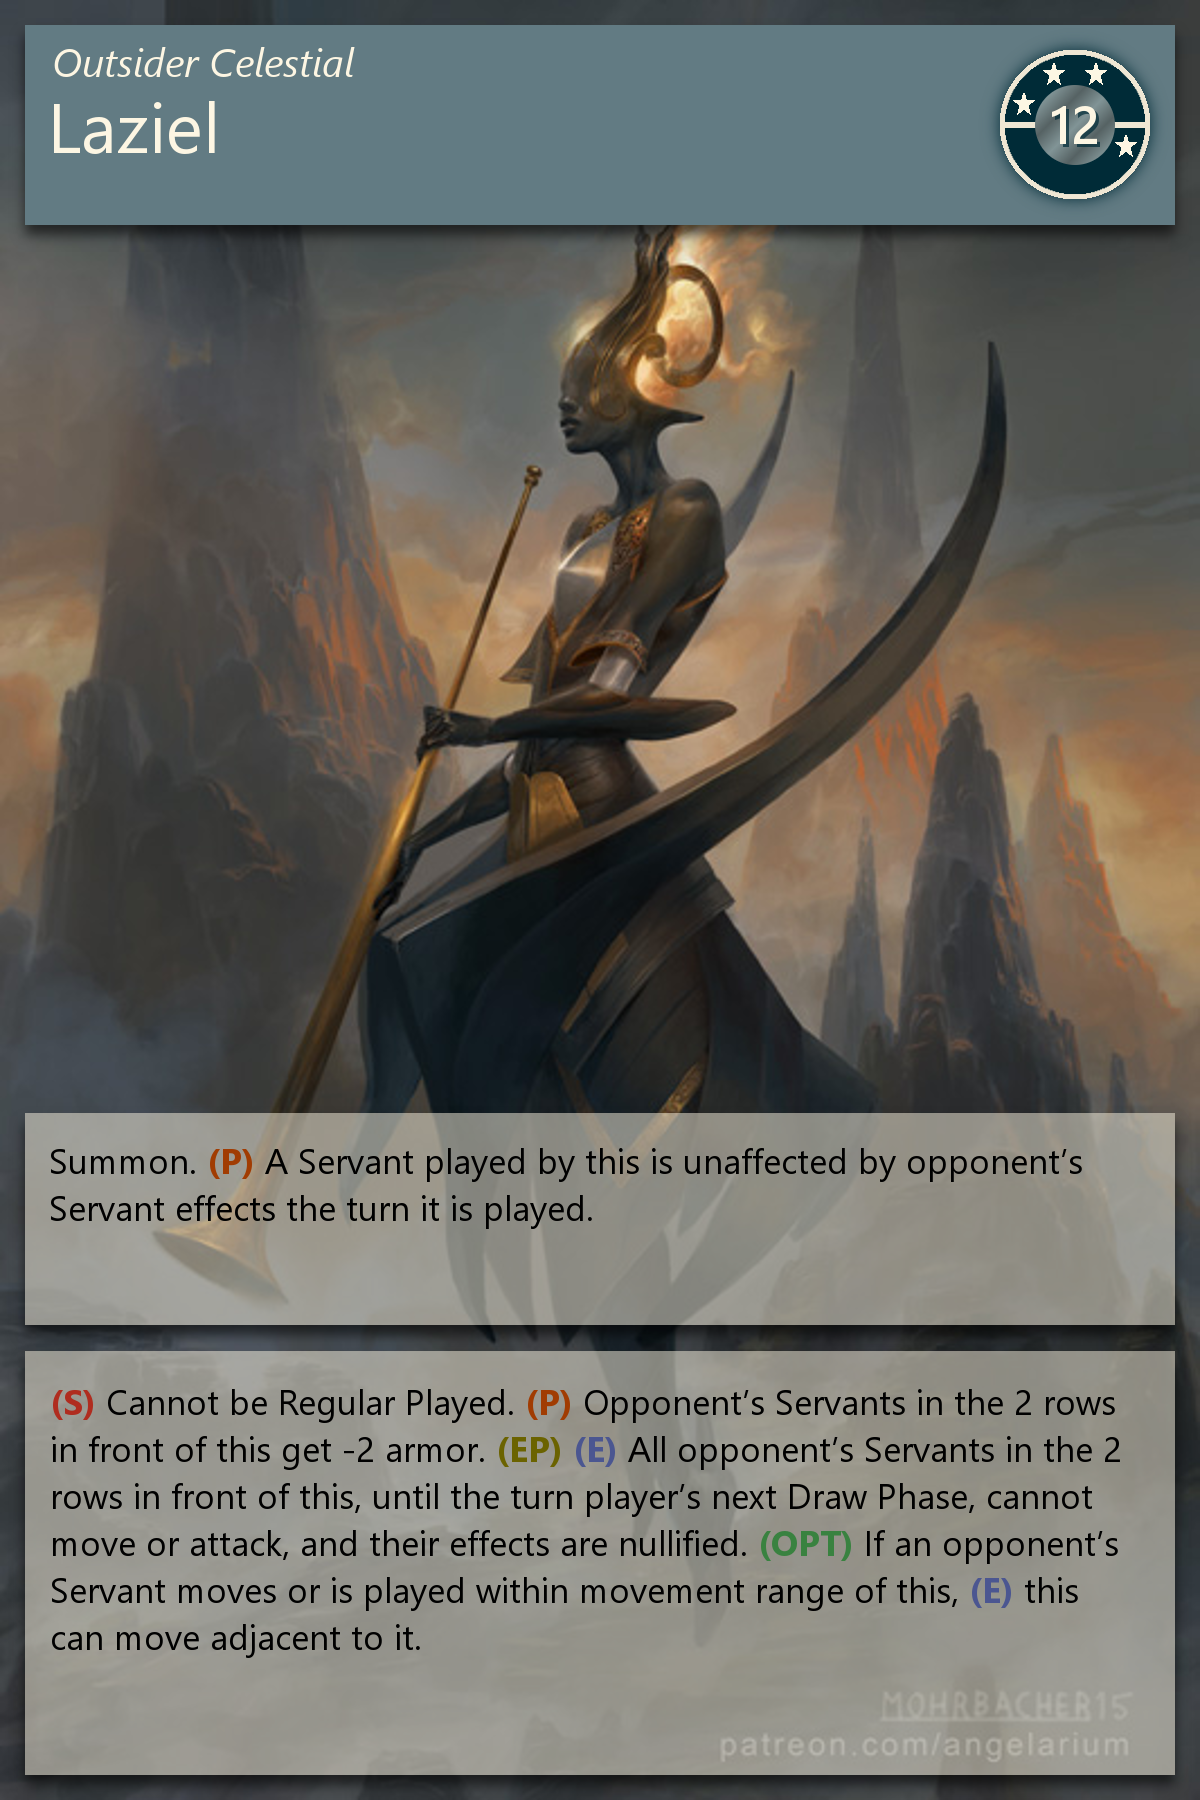 Outsider Celestial
Laziel
12
Summon. (P) A Servant played by this is unaffected by opponent’s
Servant effects the turn it is played.
(S) Cannot be Regular Played. (P) Opponent’s Servants in the 2 rows
in front of this get -2 armor. (EP) (E) All opponent’s Servants in the 2
rows in front of this, until the turn player’s next Draw Phase, cannot
move or attack, and their effects are nullified. (OPT) If an opponent’s
Servant moves or is played within movement range of this, (E) this
can move adjacent to it.
MOHRBACHER15
patreon.com/angelarium